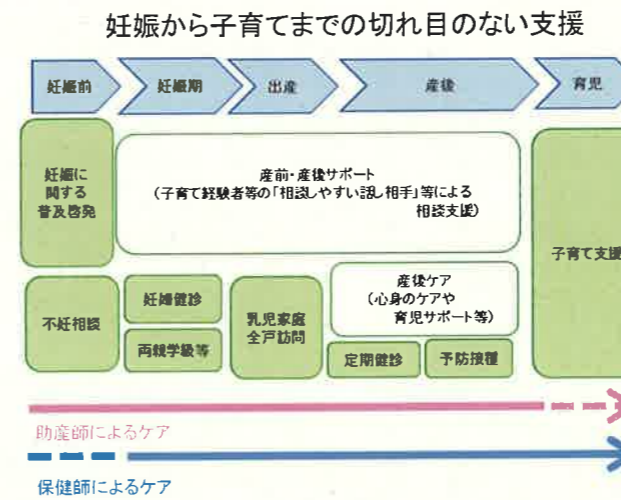 妊娠から子育てまでの切れ目のない支援
妊娠前
妊娠期
出産
産後
育児
妊娠に
関する
普及啓発
産前・産後サポート
(子育て経験者等の「相談しやすい話し相手」等による
相談支援)
子育て支援
不妊相談
妊婦健診
両親学級等
乳児家庭
全戸訪問
産後ケア
(心身のケアや
育児サポート等)
定期健診
予防接種
助産師によるケア
保健師によるケア